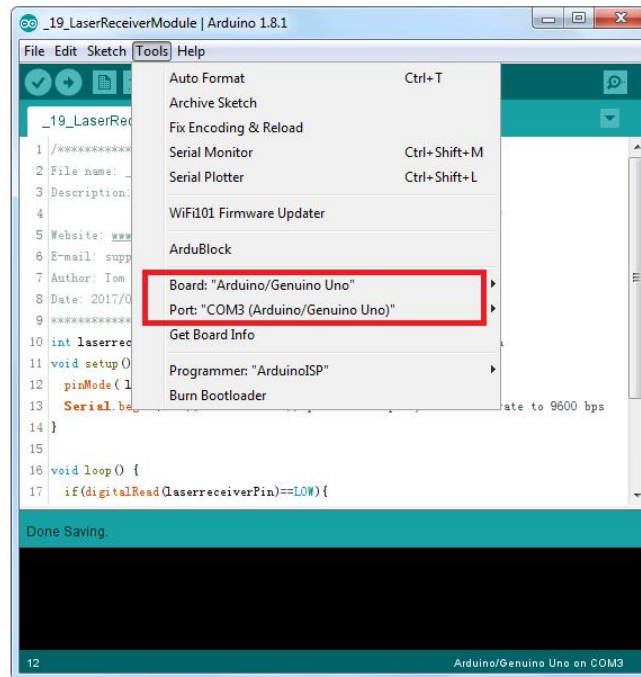 _19_LaserReceiverModule | Arduino 1.8.1
File Edit Sketch Tools Help
Auto Format Ctrl+T
Archive Sketch
Fix Encoding & Reload
Serial Monitor Ctrl+Shift+M
Serial Plotter Ctrl+Shift+L
WiFi101 Firmware Updater
ArduBlock
Board: "Arduino/Genuino Uno"
Port: "COM3 (Arduino/Genuino Uno)"
Get Board Info
Programmer: "ArduinoISP"
Burn Bootloader
_19_LaserRec
1 /***********
2 File name: _
3 Description:
4
5 Website: www
6 E-mail: supp
7 Author: Tom
8 Date: 2017/0
9 ************
10 int laserrec
11 void setup()
12 pinMode( l
13 Serial.be rate to 9600 bps
14 }
15
16 void loop() {
17 if(digitalRead(laserreceiverPin)==LOW){
Done Saving.
12 Arduino/Genuino Uno on COM3